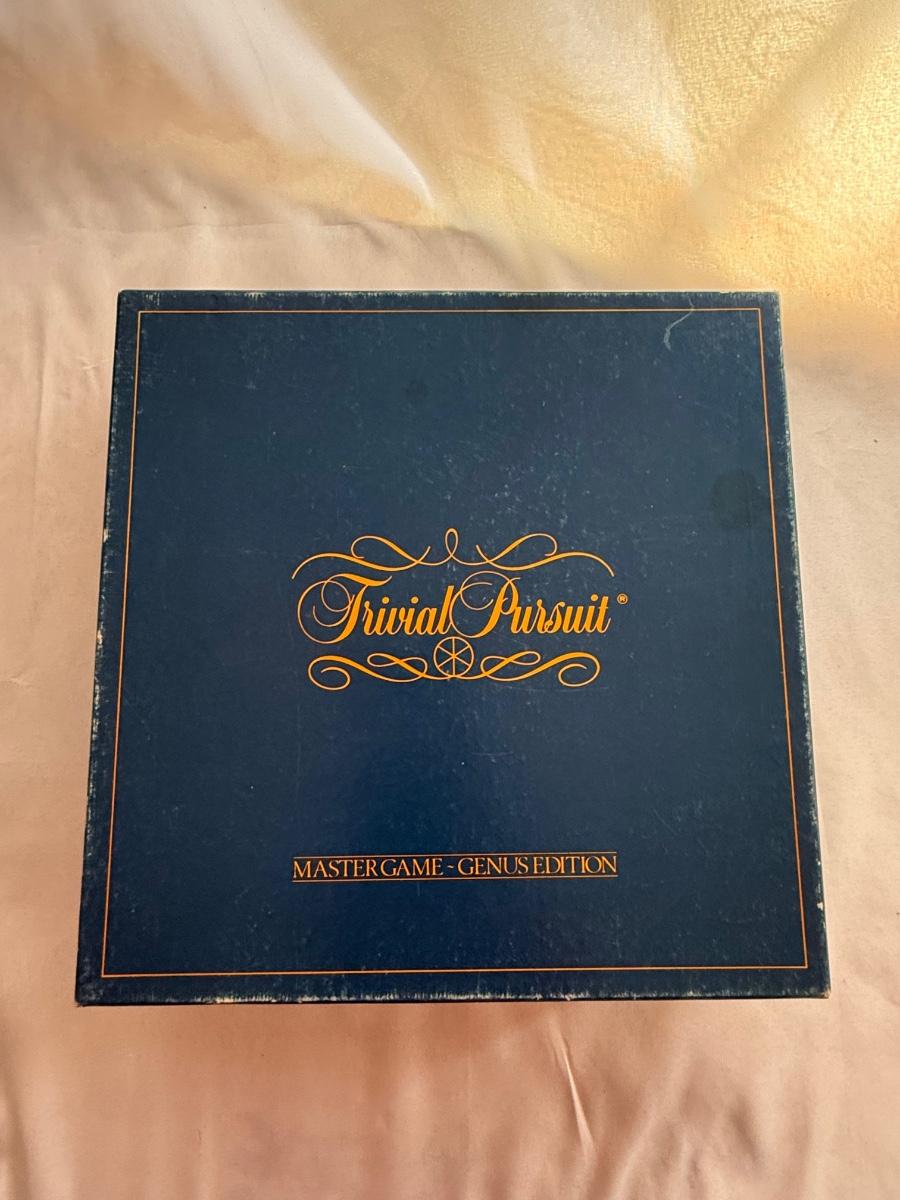 Trivial Pursuit®
MASTER GAME ~ GENUS EDITION